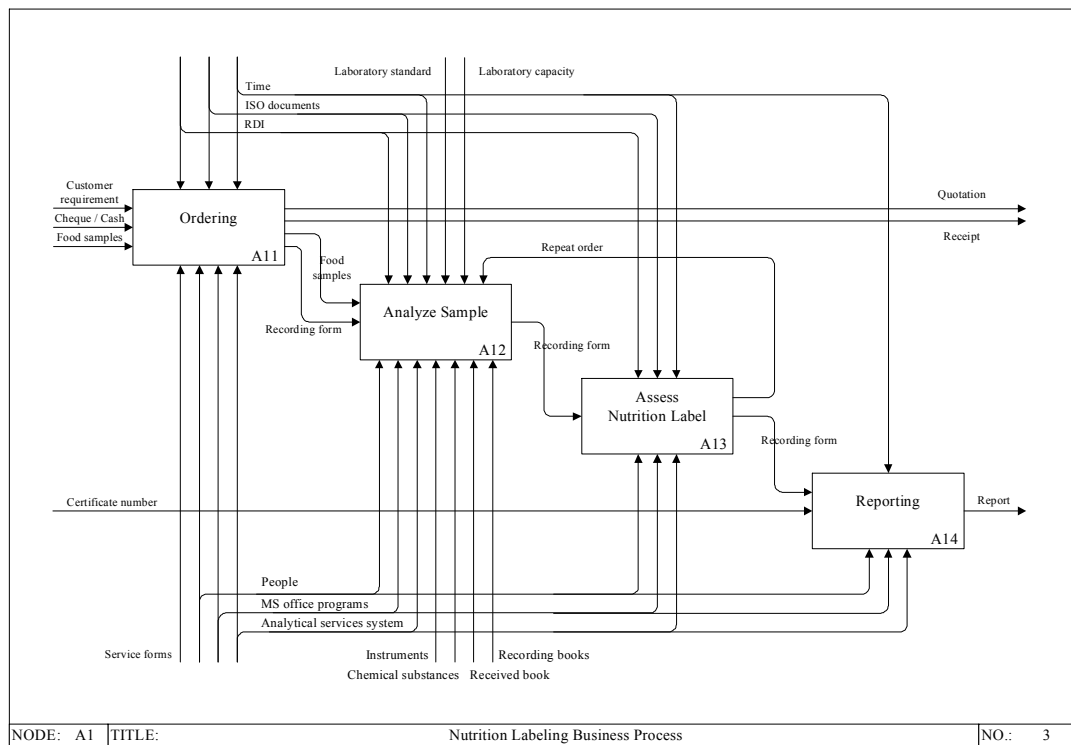 Laboratory standard
Laboratory capacity
Time
ISO documents
RDI
Customer
requirement
Cheque / Cash
Food samples
Ordering
A11
Quotation
Receipt
Repeat order
Food
samples
Recording form
Analyze Sample
A12
Recording form
Assess
Nutrition Label
A13
Recording form
Certificate number
Reporting
A14
Report
People
MS office programs
Analytical services system
Service forms
Instruments
Recording books
Chemical substances
Received book
NODE: A1
TITLE:
Nutrition Labeling Business Process
NO.: 3